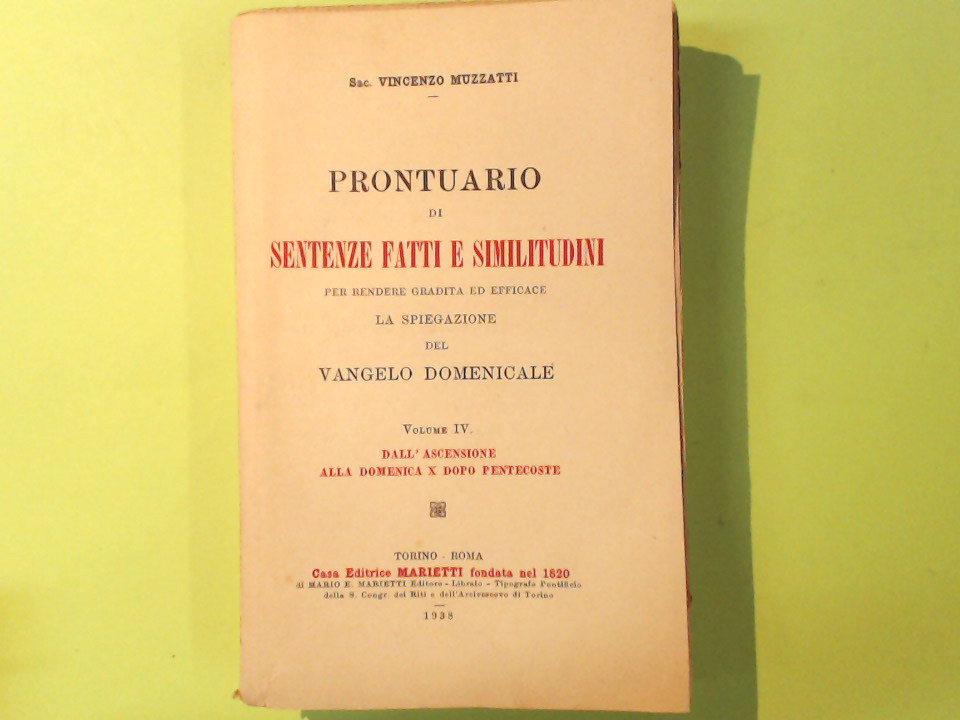 Sac. VINCENZO MUZZATTI
PRONTUARIO
DI
SENTENZE FATTI E SIMILITUDINI
PER RENDERE GRADITA ED EFFICACE
LA SPIEGAZIONE
DEL
VANGELO DOMENICALE
VOLUME IV.
DALL' ASCENSIONE
ALLA DOMENICA X DOPO PENTECOSTE
TORINO - ROMA
Casa Editrice MARIETTI fondata nel 1820
di MARIO E. MARIETTI Editore - Libraio - Tipografo Pontificio
della S. Congr. dei Riti e dell'Arcivescovo di Torino
1938